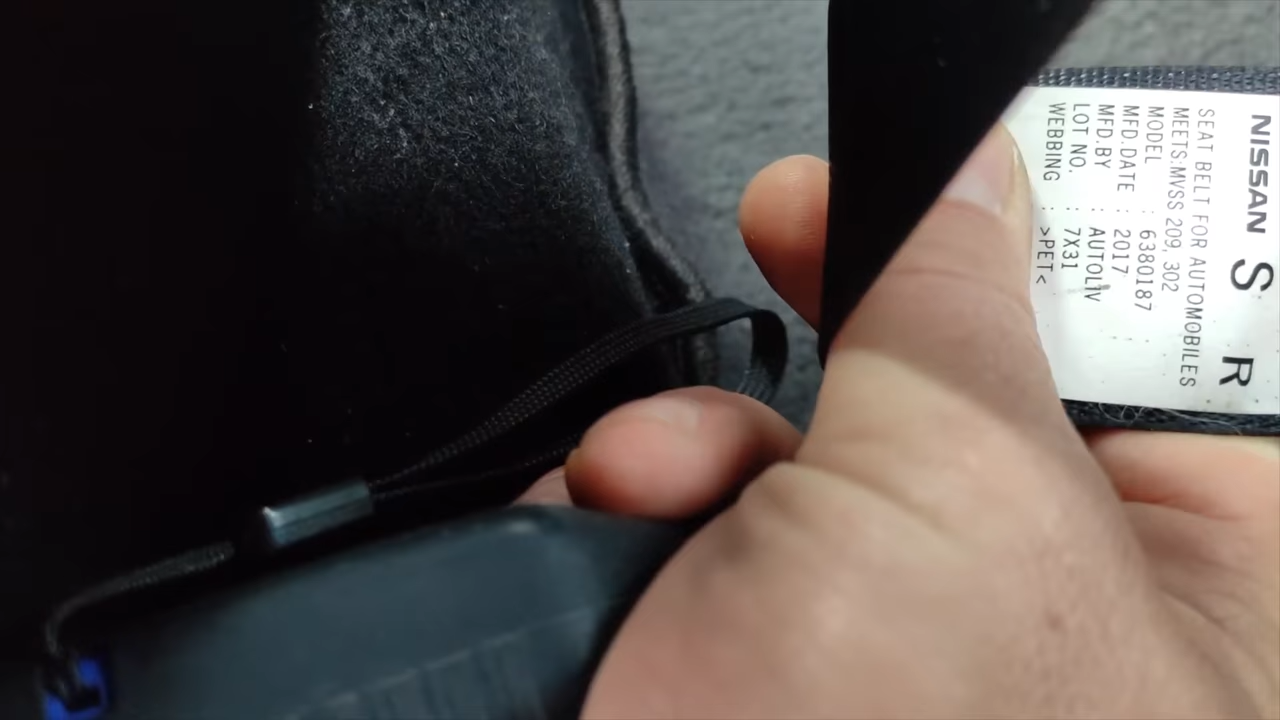 NISSAN S R
SEAT BELT FOR AUTOMOBILES
MEETS:MVSS 209, 302
MODEL : 6380187
MFD.DATE : 2017
MFD.BY : AUTOLIV
LOT NO. : 7X31
WEBBING : >PET<